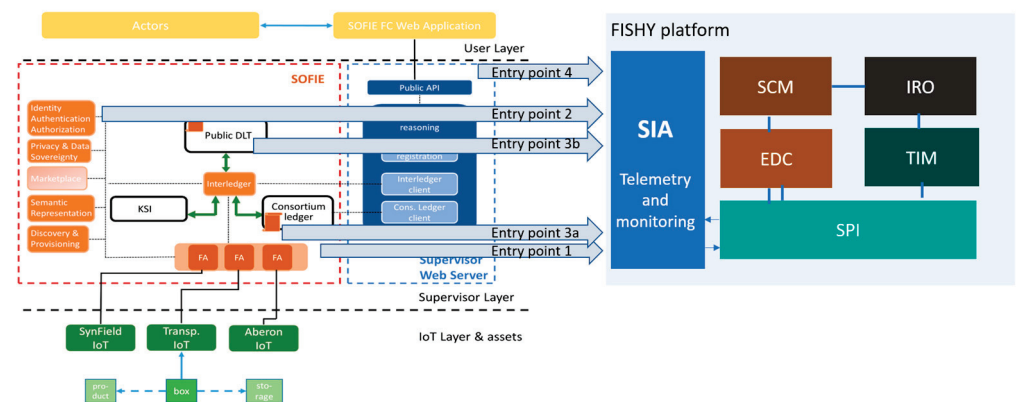 Actors
SOFIE FC Web Application
User Layer
FISHY platform
SOFIE
Entry point 4
Public API
Identity
Authentication
Authorization
Entry point 2
reasoning
Public DLT
Entry point 3b
Privacy & Data
Sovereignty
registration
Marketplace
Interledger
Interledger
client
Semantic
Representation
KSI
Consortium
ledger
Cons. Ledger
client
Discovery &
Provisioning
Entry point 3a
Entry point 1
FA
FA
FA
Supervisor
Web Server
Supervisor Layer
SynField
IoT
Transp.
IoT
Aberon
IoT
IoT Layer & assets
pro-
duct
box
sto-
rage
SIA
Telemetry
and
monitoring
SCM
IRO
EDC
TIM
SPI